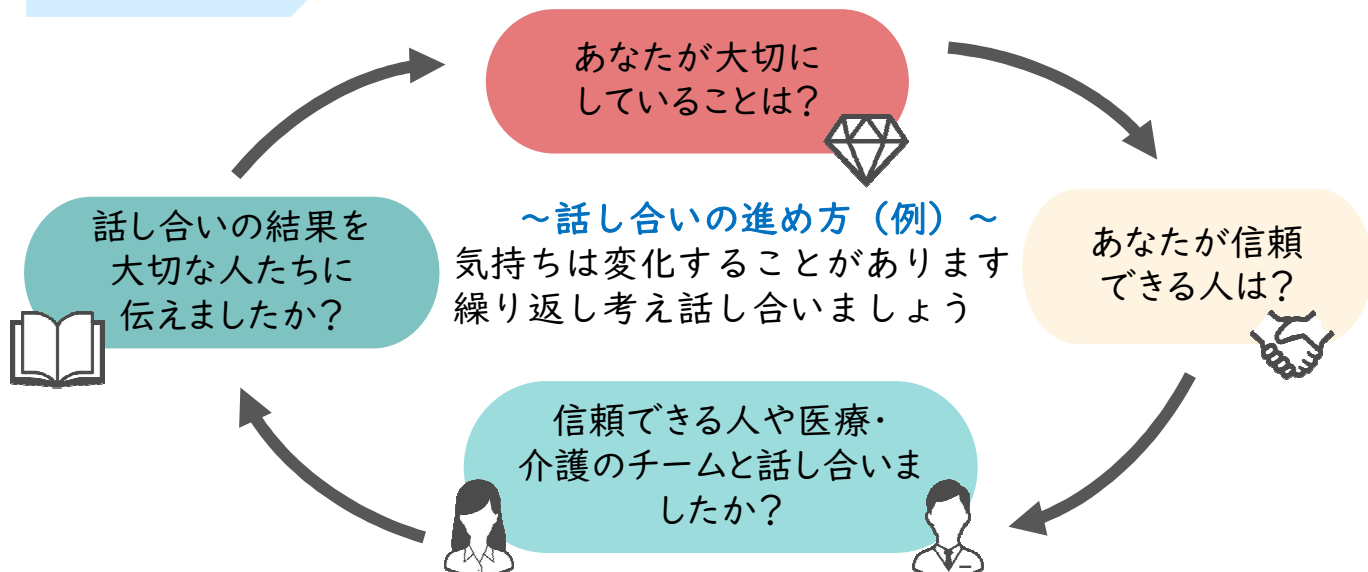 あなたが大切に
していることは？
～話し合いの進め方（例）～
気持ちは変化することがあります
繰り返し考え話し合いましょう
あなたが信頼
できる人は？
信頼できる人や医療・
介護のチームと話し合いま
したか？
話し合いの結果を
大切な人たちに
伝えましたか？